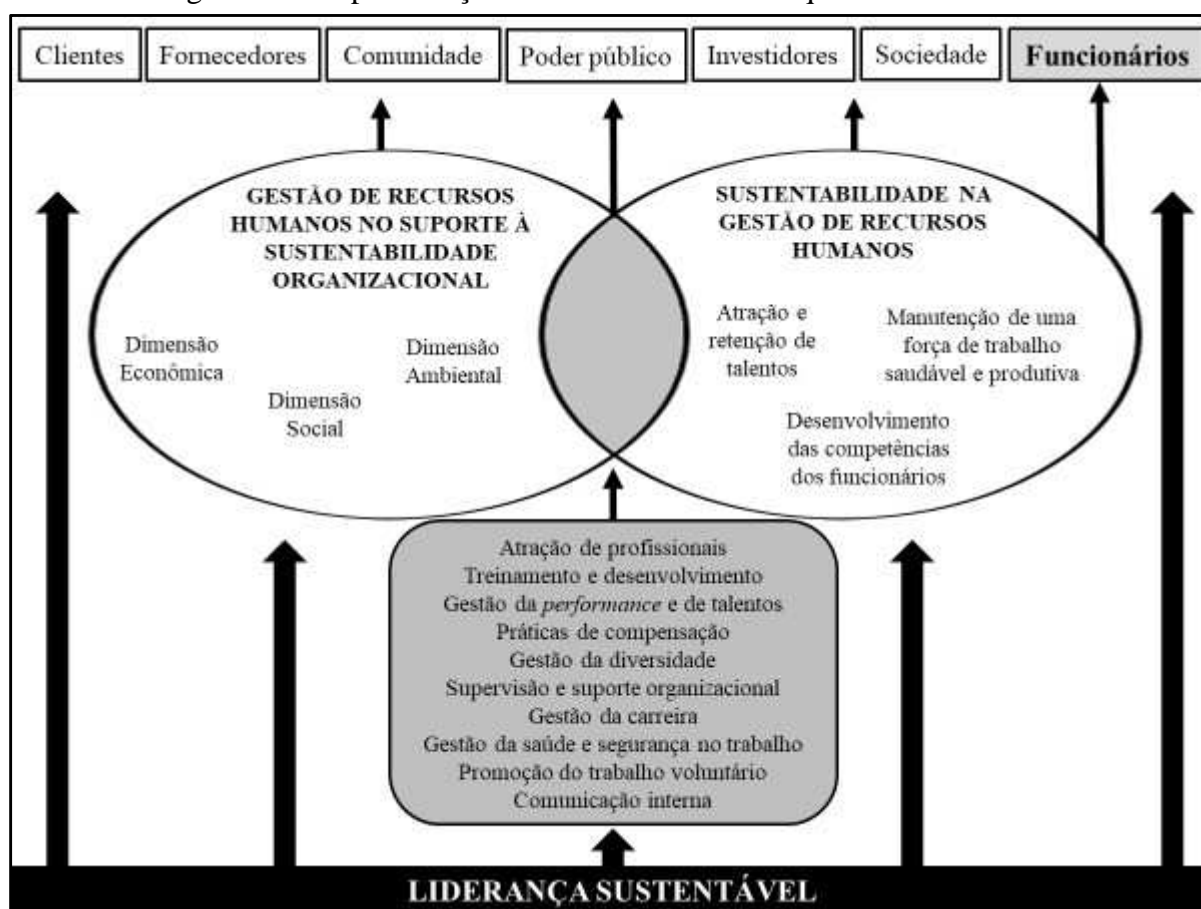 Clientes
Fornecedores
Comunidade
Poder público
Investidores
Sociedade
Funcionários
GESTÃO DE RECURSOS
HUMANOS NO SUPORTE À
SUSTENTABILIDADE
ORGANIZACIONAL
Dimensão
Econômica
Dimensão
Social
Dimensão
Ambiental
SUSTENTABILIDADE NA
GESTÃO DE RECURSOS
HUMANOS
Atração e
retenção de
talentos
Manutenção de uma
força de trabalho
saudável e produtiva
Desenvolvimento
das competências
dos funcionários
Atração de profissionais
Treinamento e desenvolvimento
Gestão da performance e de talentos
Práticas de compensação
Gestão da diversidade
Supervisão e suporte organizacional
Gestão da carreira
Gestão da saúde e segurança no trabalho
Promoção do trabalho voluntário
Comunicação interna
LIDERANÇA SUSTENTÁVEL